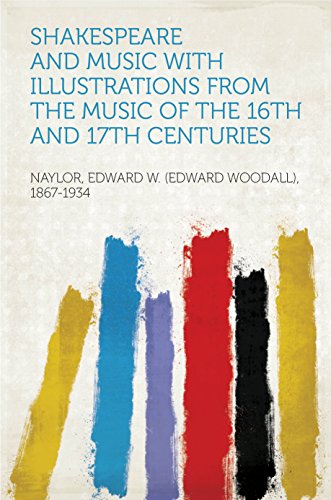 SHAKESPEARE
AND MUSIC WITH
ILLUSTRATIONS FROM
THE MUSIC OF THE 16TH
AND 17TH CENTURIES
NAYLOR, EDWARD W. (EDWARD WOODALL),
1867-1934